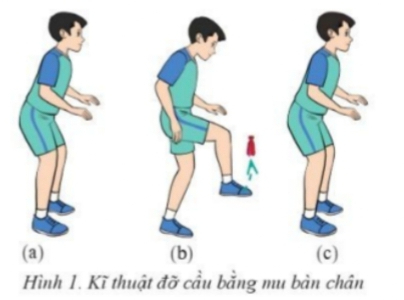 (a) (b) (c)
Hình 1. Kĩ thuật đỡ cầu bằng mu bàn chân